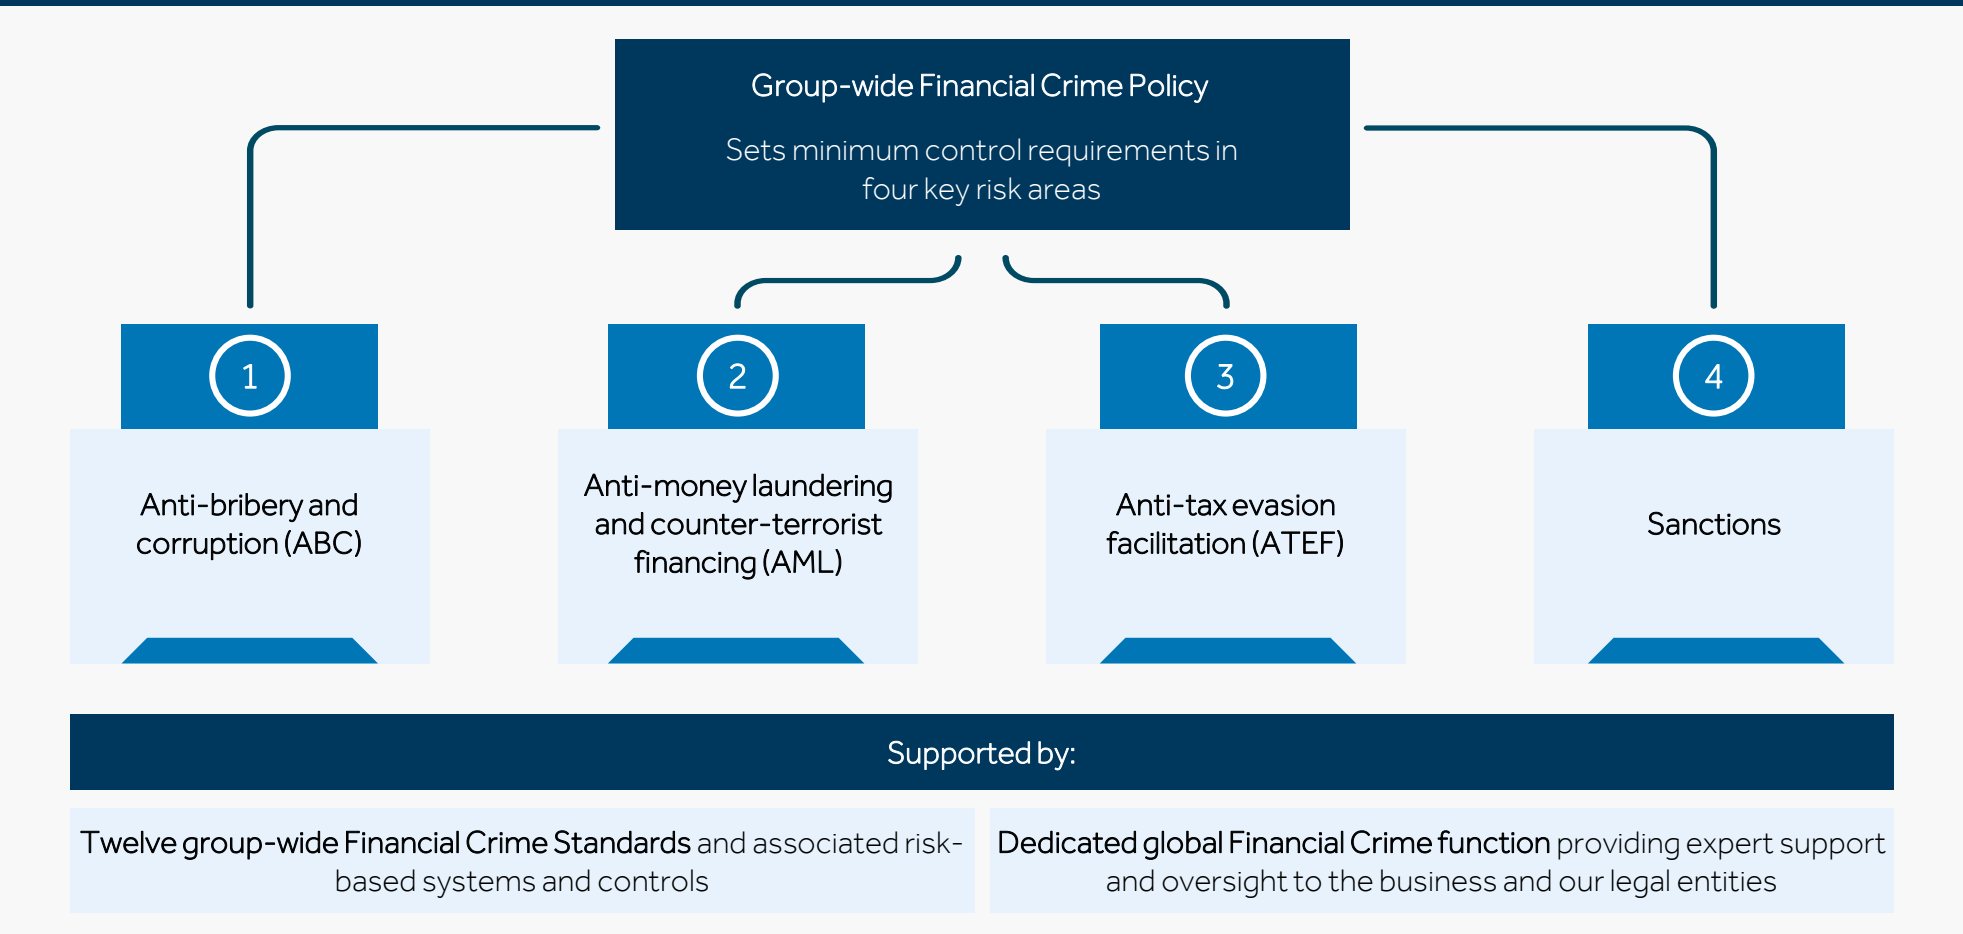 Group-wide Financial Crime Policy
Sets minimum control requirements in
four key risk areas
1
2
3
4
Anti-bribery and
corruption (ABC)
Anti-money laundering
and counter-terrorist
financing (AML)
Anti-tax evasion
facilitation (ATEF)
Sanctions
Supported by:
Twelve group-wide Financial Crime Standards and associated risk-
based systems and controls
Dedicated global Financial Crime function providing expert support
and oversight to the business and our legal entities